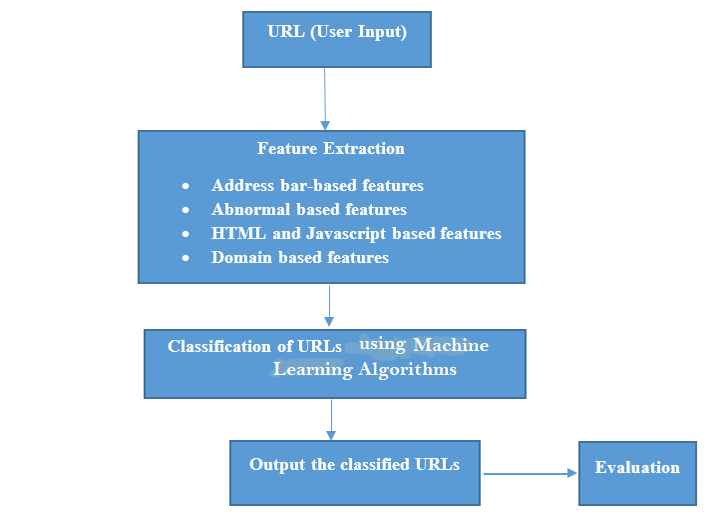 URL (User Input)
Feature Extraction
• Address bar-based features
• Abnormal based features
• HTML and Javascript based features
• Domain based features
Classification of URLs using Machine
Learning Algorithms
Output the classified URLs
Evaluation